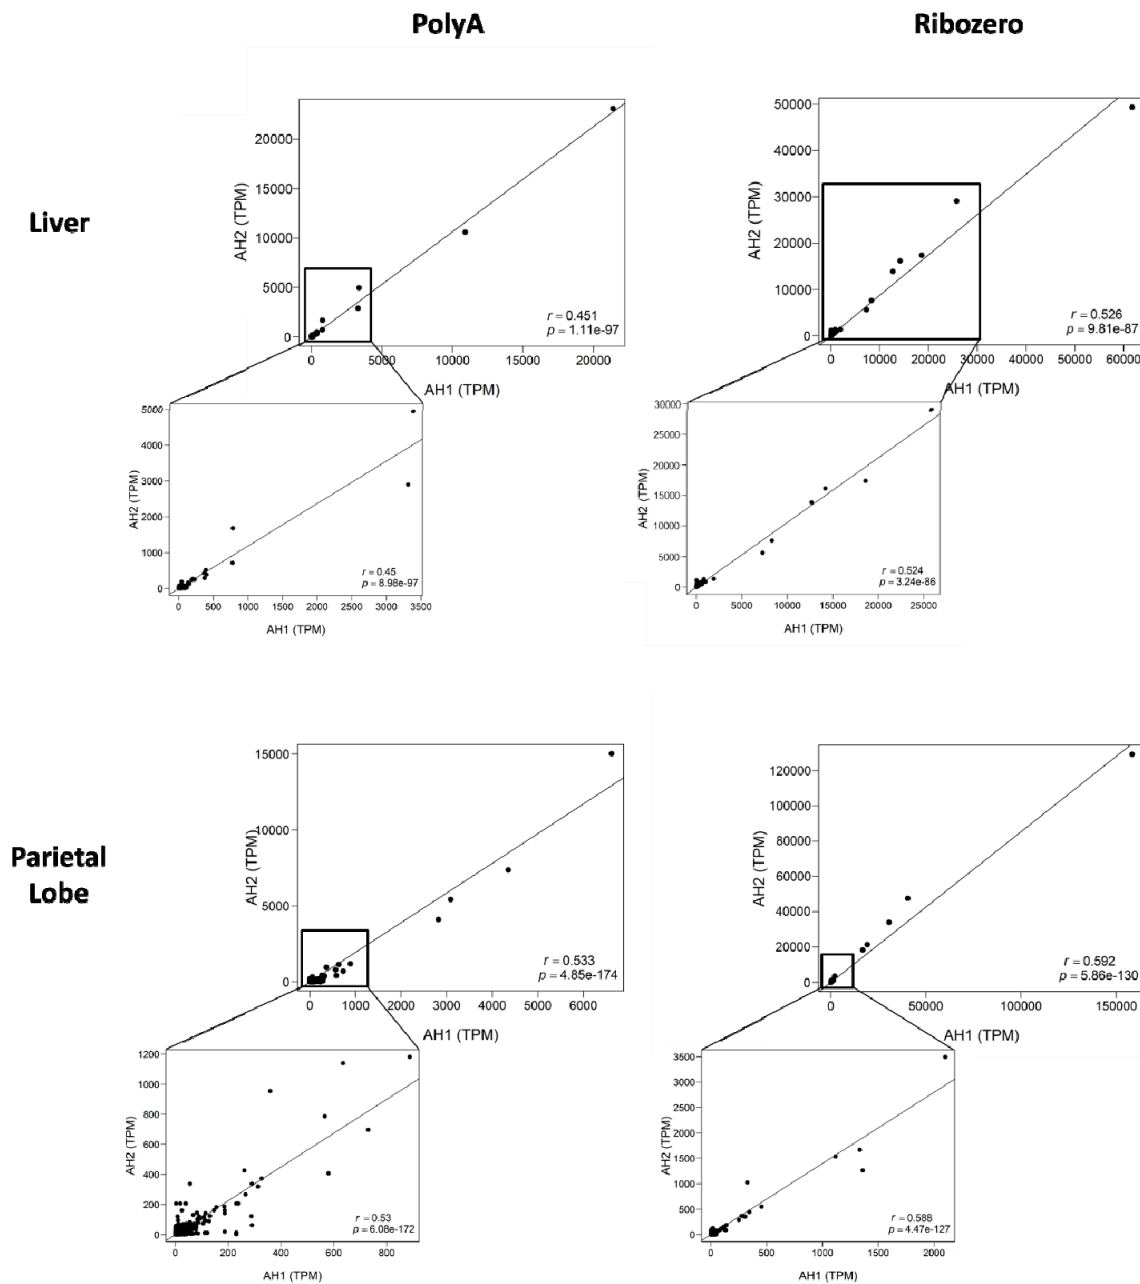 PolyA
Ribozero
Liver
20000
15000
10000
5000
0
AH2 (TPM)
r = 0.451
p = 1.11e-97
0
5000
10000
15000
20000
AH1 (TPM)
50000
40000
30000
20000
10000
0
AH2 (TPM)
r = 0.526
p = 9.81e-87
0
10000
20000
30000
40000
50000
60000
AH1 (TPM)
5000
4000
3000
2000
1000
0
AH2 (TPM)
r = 0.45
p = 8.98e-97
0
500
1000
1500
2000
2500
3000
3500
AH1 (TPM)
30000
25000
20000
15000
10000
5000
0
AH2 (TPM)
r = 0.524
p = 3.24e-86
0
5000
10000
15000
20000
25000
AH1 (TPM)
Parietal
Lobe
15000
10000
5000
0
AH2 (TPM)
r = 0.533
p = 4.85e-174
0
1000
2000
3000
4000
5000
6000
AH1 (TPM)
120000
100000
80000
60000
40000
20000
0
AH2 (TPM)
r = 0.592
p = 5.86e-130
0
50000
100000
150000
AH1 (TPM)
1200
1000
800
600
400
200
0
AH2 (TPM)
r = 0.53
p = 6.08e-172
0
200
400
600
800
AH1 (TPM)
3500
3000
2500
2000
1500
1000
500
0
AH2 (TPM)
r = 0.588
p = 4.47e-127
0
500
1000
1500
2000
AH1 (TPM)